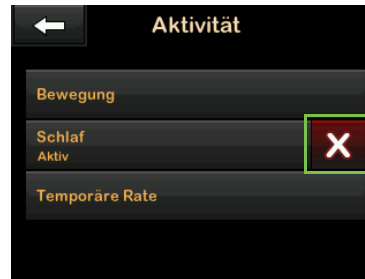 Aktivität
Bewegung
Schlaf
Aktiv
Temporäre Rate